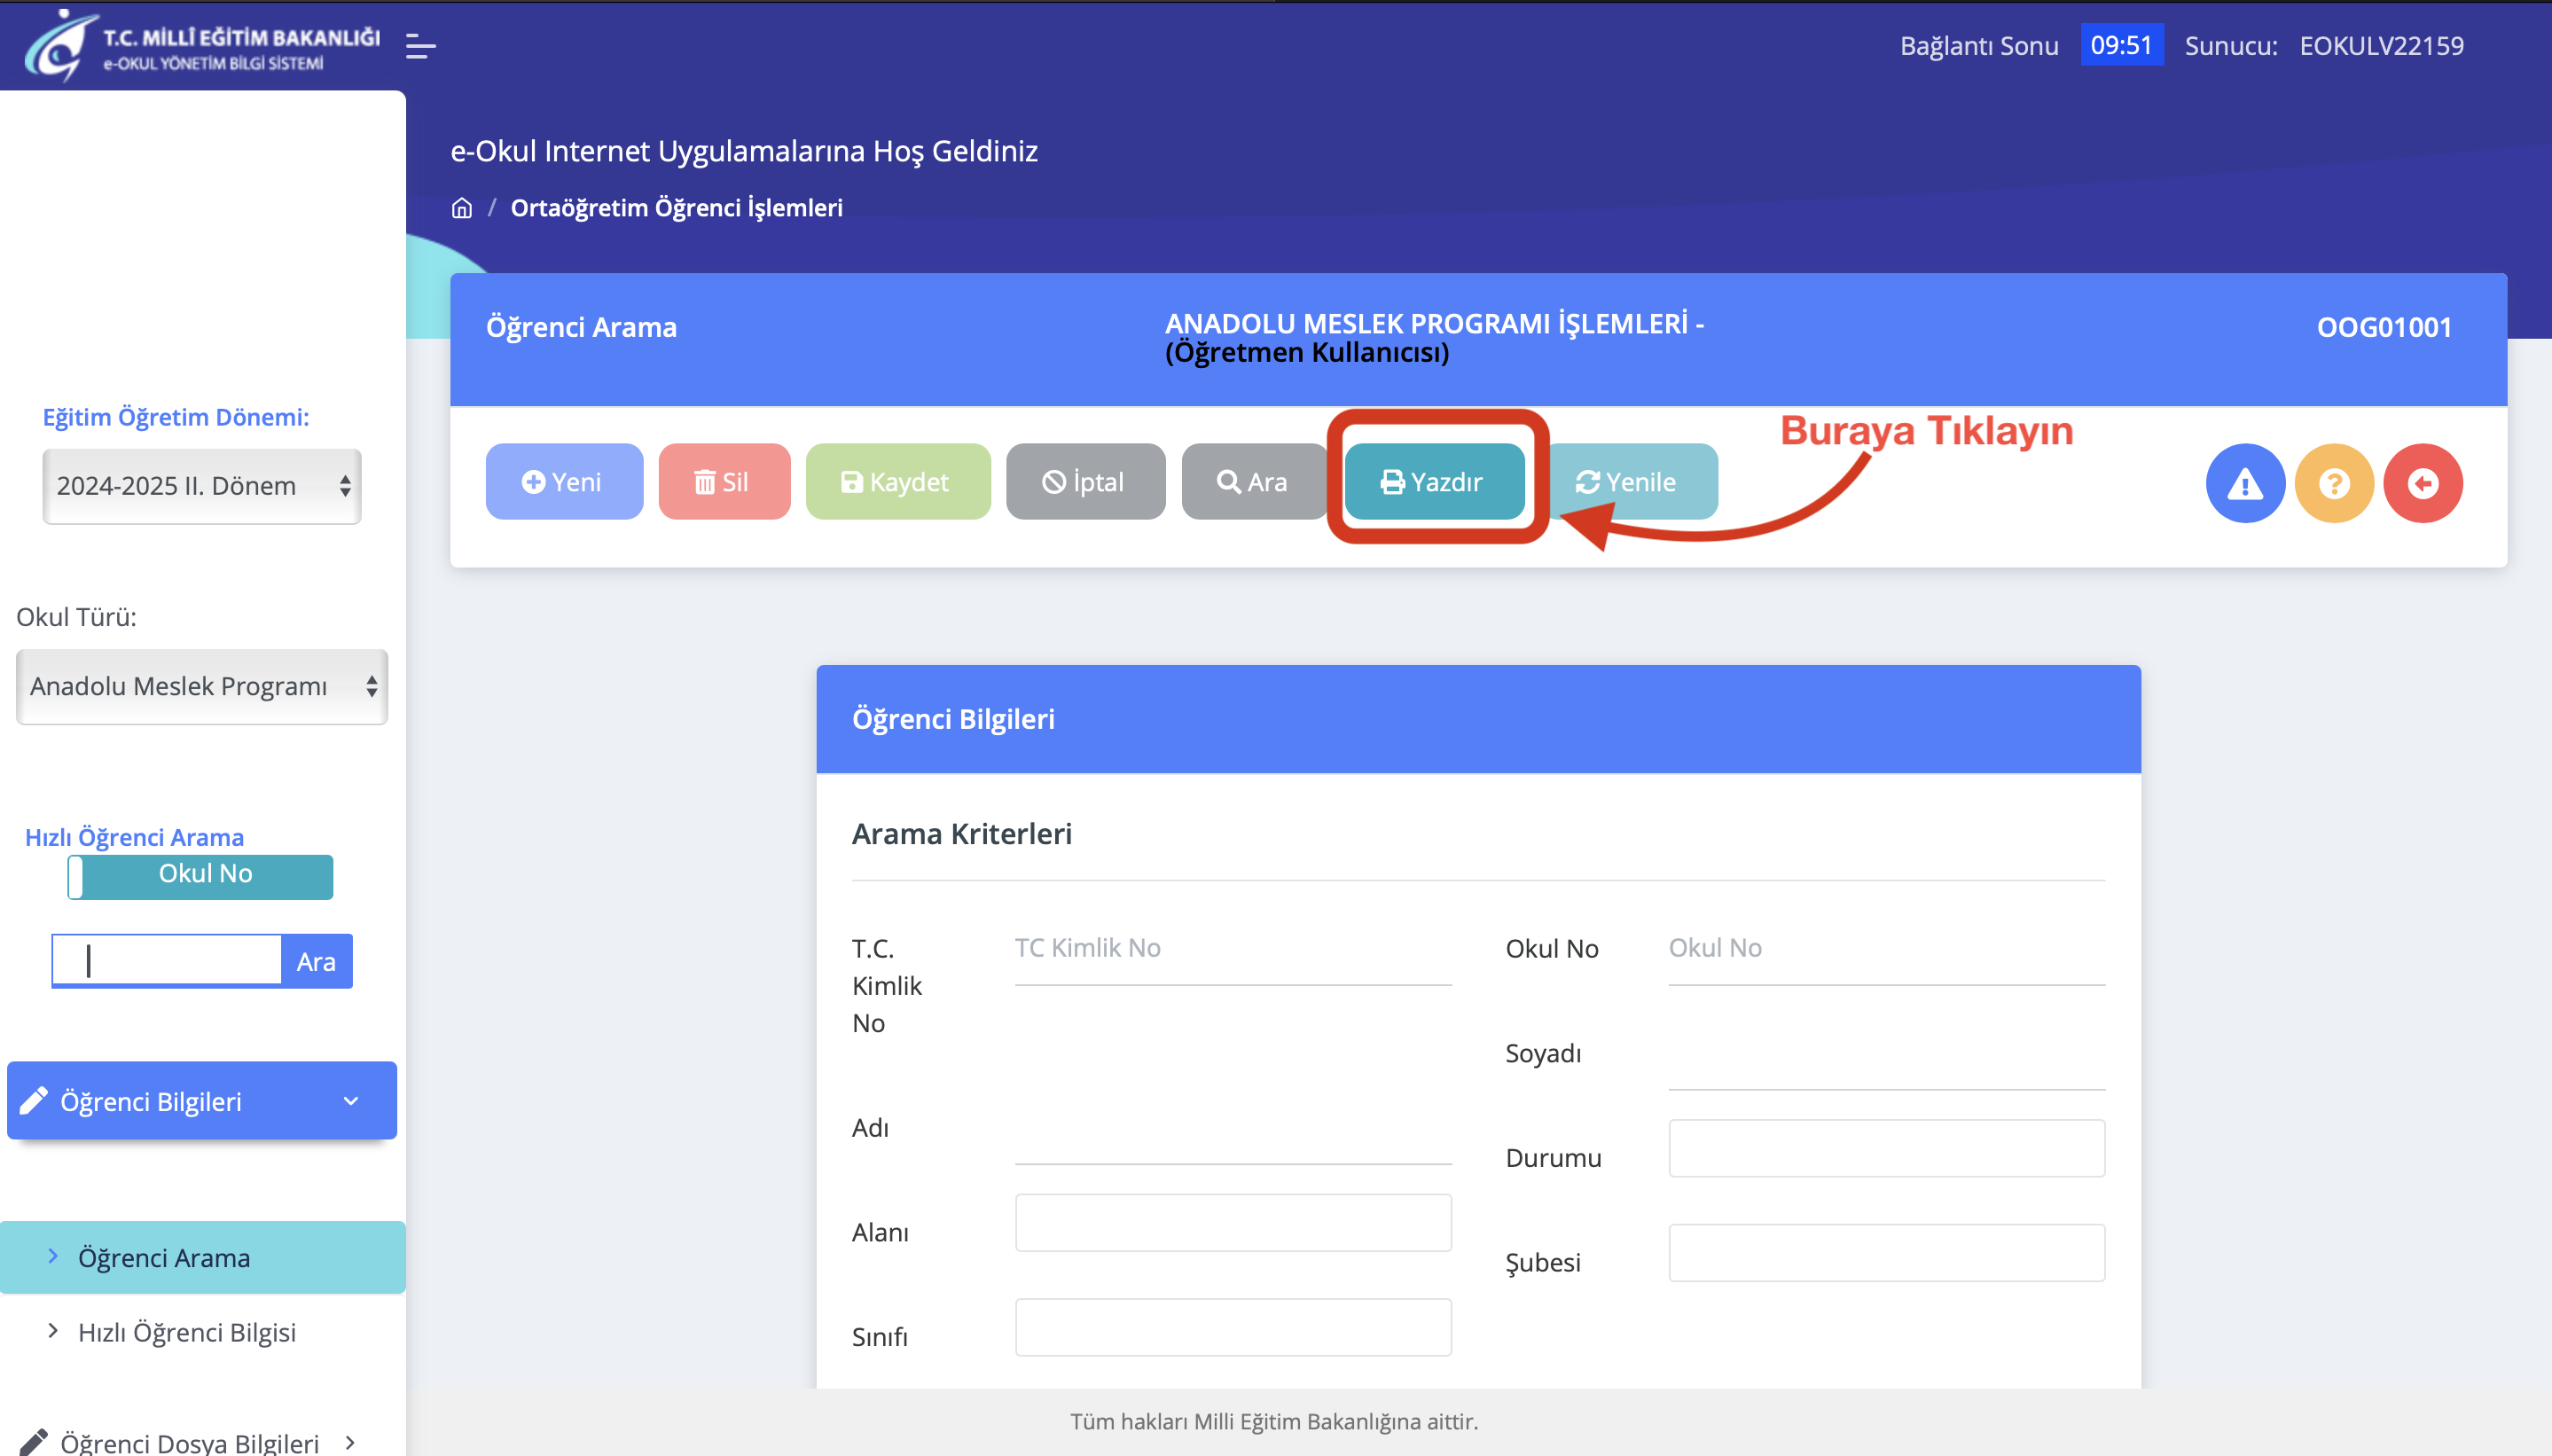 T.C. MİLLÎ EĞİTİM BAKANLIĞI
e-OKUL YÖNETİM BİLGİ SİSTEMİ
Bağlantı Sonu 09:51 Sunucu: EOKULV22159
e-Okul Internet Uygulamalarına Hoş Geldiniz
/ Ortaöğretim Öğrenci İşlemleri
Öğrenci Arama
ANADOLU MESLEK PROGRAMI İŞLEMLERİ -
(Öğretmen Kullanıcısı)
OOG01001
Buraya Tıklayın
Yeni Sil Kaydet İptal Ara Yazdır Yenile
Eğitim Öğretim Dönemi:
2024-2025 II. Dönem
Okul Türü:
Anadolu Meslek Programı
Hızlı Öğrenci Arama
Okul No
Ara
Öğrenci Bilgileri
Öğrenci Arama
Hızlı Öğrenci Bilgisi
Öğrenci Dosya Bilgileri
Öğrenci Bilgileri
Arama Kriterleri
T.C.
Kimlik
No
TC Kimlik No
Okul No
Okul No
Soyadı
Adı
Durumu
Alanı
Şubesi
Sınıfı
Tüm hakları Milli Eğitim Bakanlığına aittir.